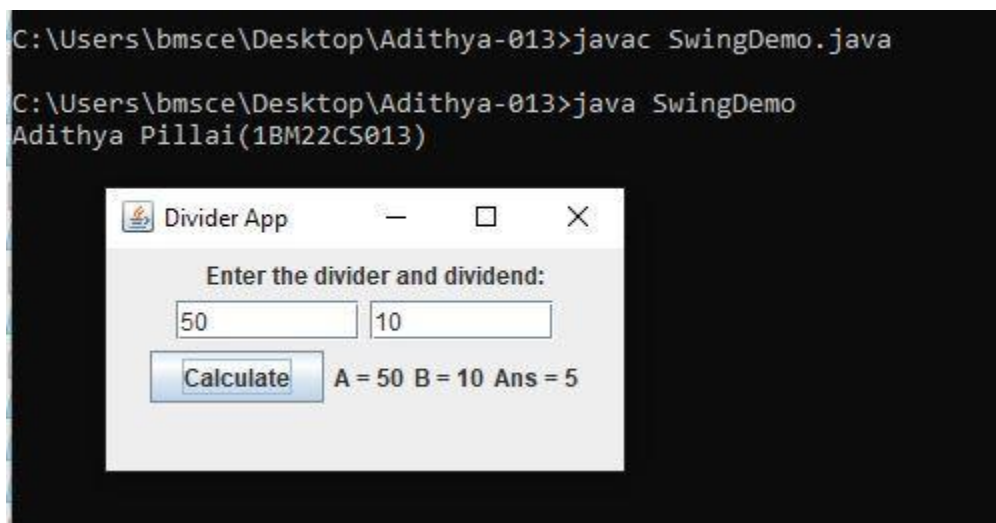 C:\Users\bmsce\Desktop\Adithya-013>javac SwingDemo.java
C:\Users\bmsce\Desktop\Adithya-013>java SwingDemo
Adithya Pillai(1BM22CS013)
Divider App
Enter the divider and dividend:
50 10
Calculate A = 50 B = 10 Ans = 5